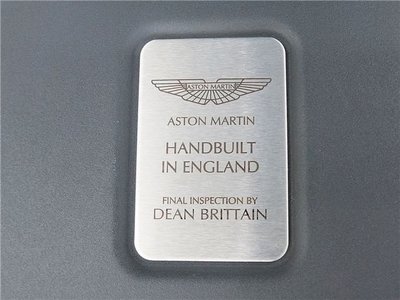 ASTON MARTIN
ASTON MARTIN
HANDBUILT
IN ENGLAND
FINAL INSPECTION BY
DEAN BRITTAIN